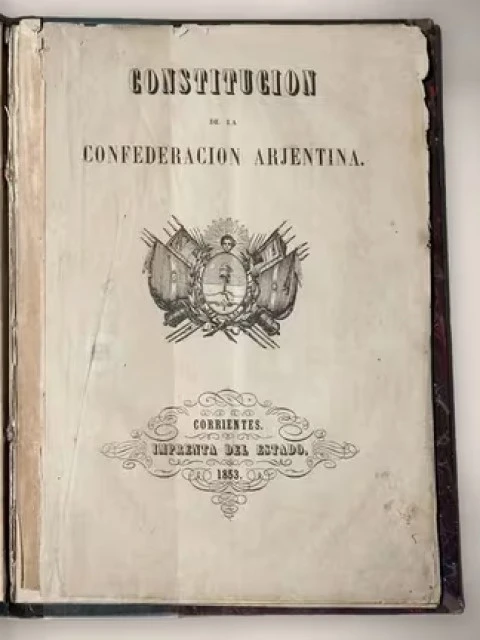 CONSTITUCION
DE LA
CONFEDERACION ARJENTINA.
CORRIENTES.
IMPRENTA DEL ESTADO.
1853.